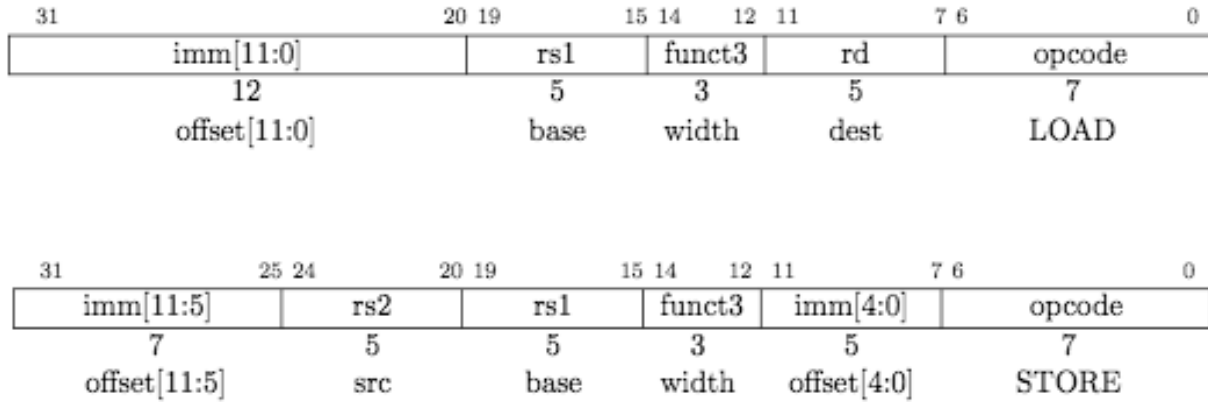 31 20 19 15 14 12 11 7 6 0
imm[11:0] rs1 funct3 rd opcode
12 5 3 5 7
offset[11:0] base width dest LOAD
31 25 24 20 19 15 14 12 11 7 6 0
imm[11:5] rs2 rs1 funct3 imm[4:0] opcode
7 5 5 3 5 7
offset[11:5] src base width offset[4:0] STORE